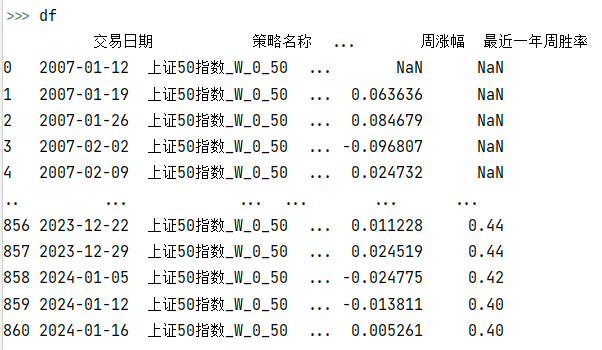 >>> df
交易日期 策略名称 ... 周涨幅 最近一年周胜率
0 2007-01-12 上证50指数_W_0_50 ... NaN NaN
1 2007-01-19 上证50指数_W_0_50 ... 0.063636 NaN
2 2007-01-26 上证50指数_W_0_50 ... 0.084679 NaN
3 2007-02-02 上证50指数_W_0_50 ... -0.096807 NaN
4 2007-02-09 上证50指数_W_0_50 ... 0.024732 NaN
.. ... ... ... ... ...
856 2023-12-22 上证50指数_W_0_50 ... 0.011228 0.44
857 2023-12-29 上证50指数_W_0_50 ... 0.024519 0.44
858 2024-01-05 上证50指数_W_0_50 ... -0.024775 0.42
859 2024-01-12 上证50指数_W_0_50 ... -0.013811 0.40
860 2024-01-16 上证50指数_W_0_50 ... 0.005261 0.40